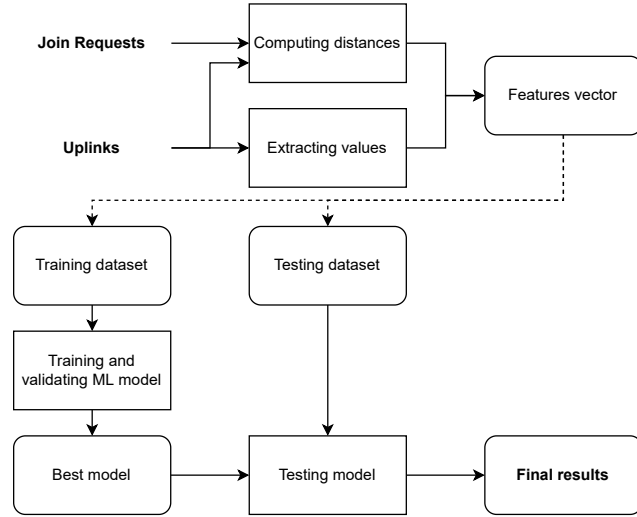 Join Requests
Computing distances
Features vector
Uplinks
Extracting values
Training dataset
Testing dataset
Training and
validating ML model
Best model
Testing model
Final results